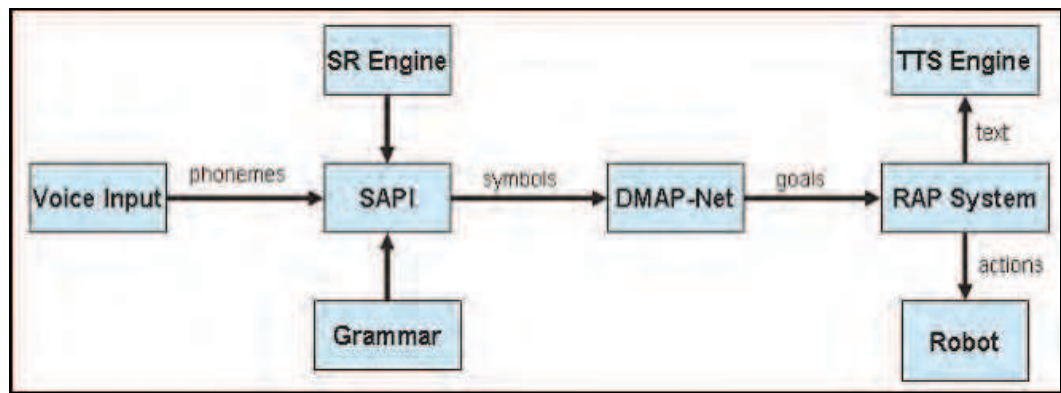 SR Engine
TTS Engine
text
Voice Input
phonemes
SAPI
symbols
DMAP-Net
goals
RAP System
actions
Grammar
Robot